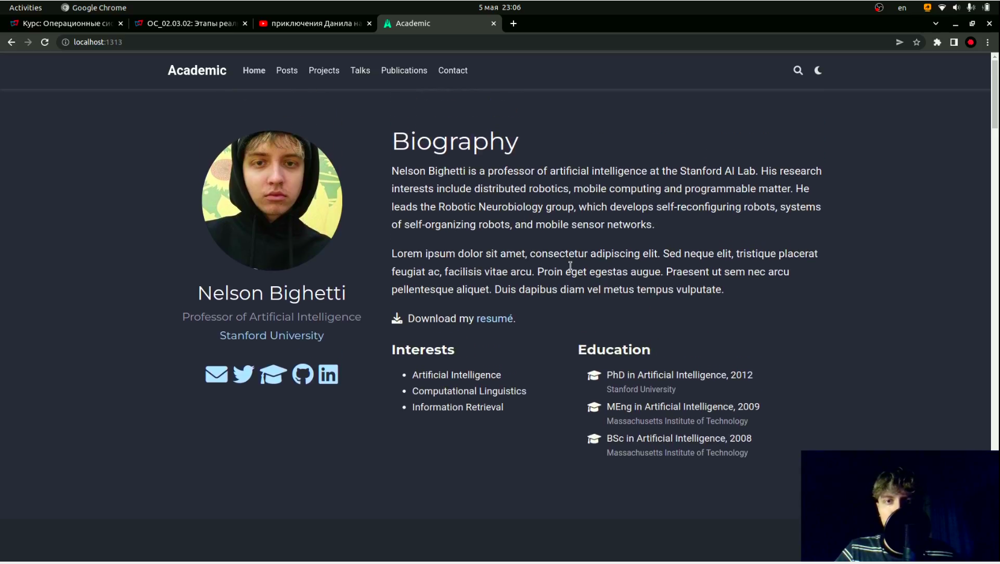 Activities
Google Chrome
5 мая 23:06
en
Курс: Операционные сис
ОС_02.03.02: Этапы реал
приключения Данила на
Academic
localhost:1313
Academic
Home
Posts
Projects
Talks
Publications
Contact
Nelson Bighetti
Professor of Artificial Intelligence
Stanford University
Biography
Nelson Bighetti is a professor of artificial intelligence at the Stanford AI Lab. His research
interests include distributed robotics, mobile computing and programmable matter. He
leads the Robotic Neurobiology group, which develops self-reconfiguring robots, systems
of self-organizing robots, and mobile sensor networks.
Lorem ipsum dolor sit amet, consectetur adipiscing elit. Sed neque elit, tristique placerat
feugiat ac, facilisis vitae arcu. Proin eget egestas augue. Praesent ut sem nec arcu
pellentesque aliquet. Duis dapibus diam vel metus tempus vulputate.
Download my resumé.
Interests
Artificial Intelligence
Computational Linguistics
Information Retrieval
Education
PhD in Artificial Intelligence, 2012
Stanford University
MEng in Artificial Intelligence, 2009
Massachusetts Institute of Technology
BSc in Artificial Intelligence, 2008
Massachusetts Institute of Technology